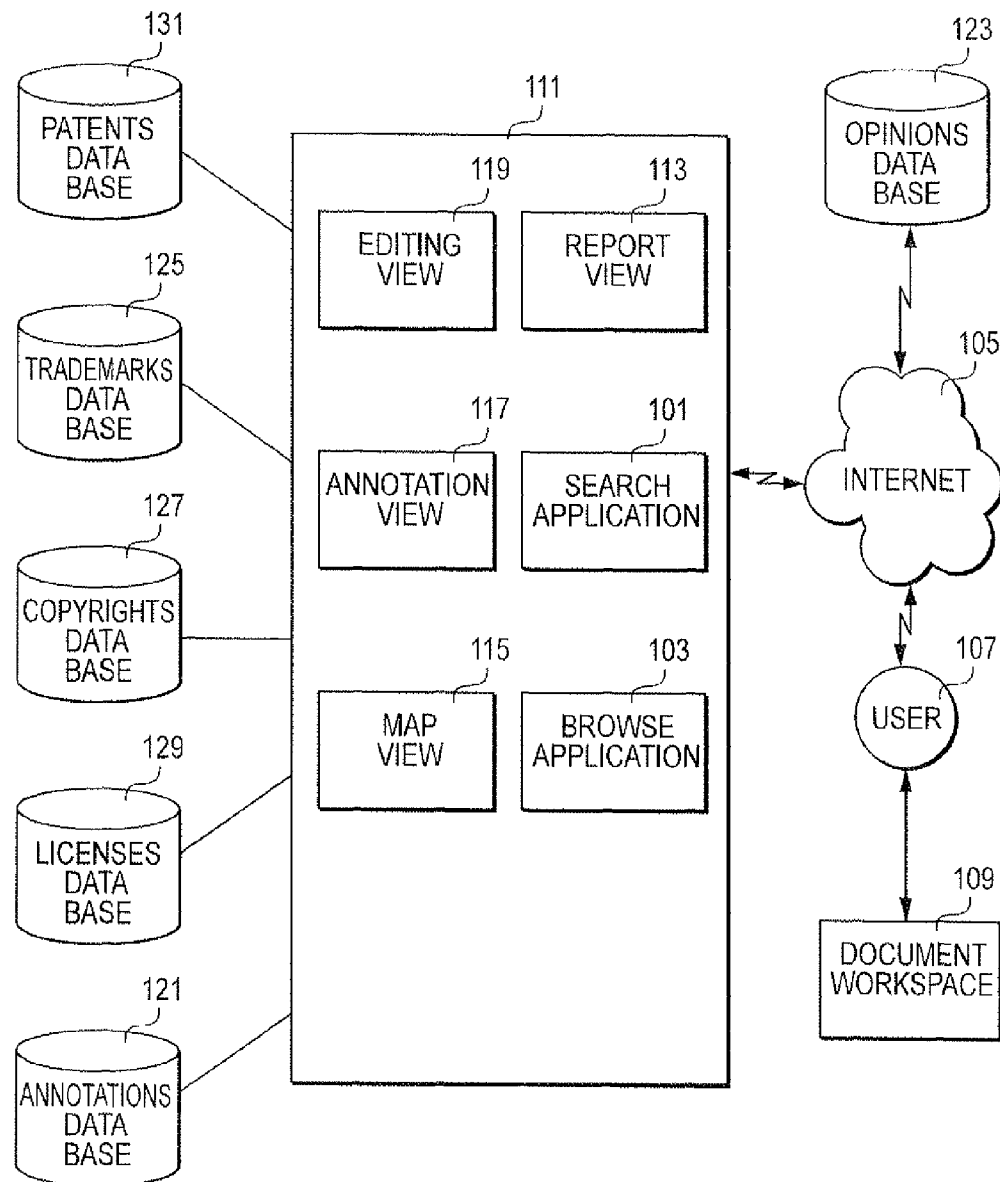 131
PATENTS
DATA
BASE
125
TRADEMARKS
DATA
BASE
127
COPYRIGHTS
DATA
BASE
129
LICENSES
DATA
BASE
121
ANNOTATIONS
DATA
BASE
111
119
EDITING
VIEW
113
REPORT
VIEW
117
ANNOTATION
VIEW
101
SEARCH
APPLICATION
115
MAP
VIEW
103
BROWSE
APPLICATION
123
OPINIONS
DATA
BASE
105
INTERNET
107
USER
109
DOCUMENT
WORKSPACE